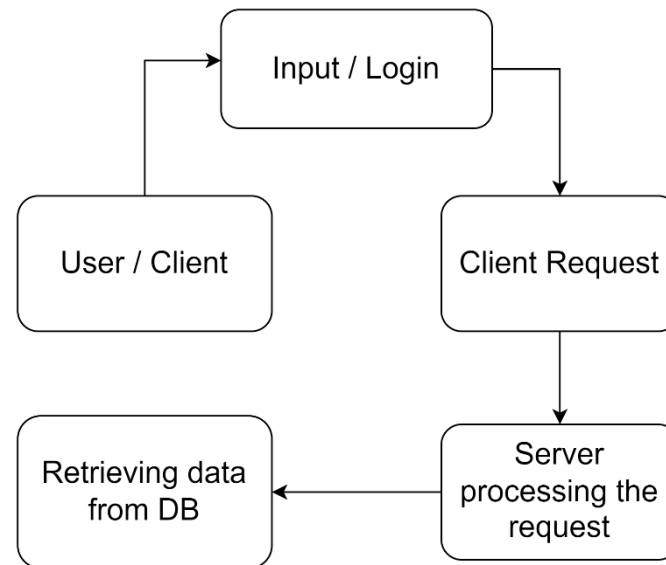 Input / Login
User / Client
Client Request
Retrieving data
from DB
Server
processing the
request